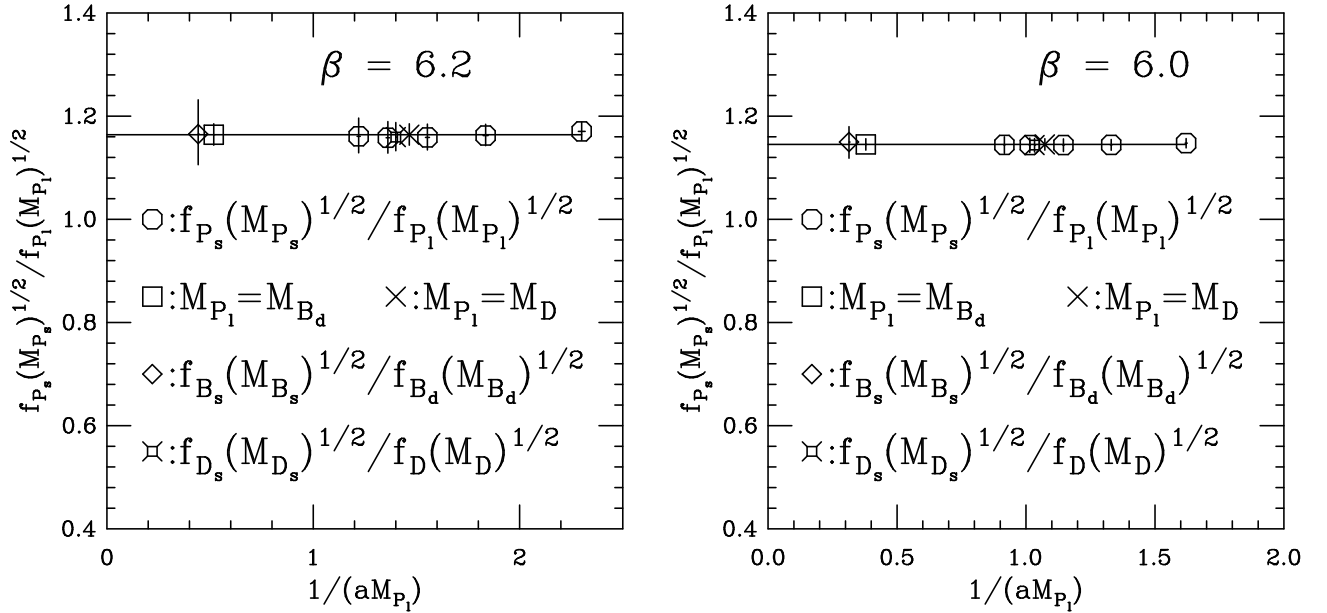 β = 6.2
1.4
1.2
1.0
0.8
0.6
0.4
f_{P_s}(M_{P_s})^{1/2}/f_{P_l}(M_{P_l})^{1/2}
:f_{P_s}(M_{P_s})^{1/2}/f_{P_l}(M_{P_l})^{1/2}
:M_{P_l}=M_{B_d} :M_{P_l}=M_D
:f_{B_s}(M_{B_s})^{1/2}/f_{B_d}(M_{B_d})^{1/2}
:f_{D_s}(M_{D_s})^{1/2}/f_D(M_D)^{1/2}
0 1 2
1/(aM_{P_l})
β = 6.0
1.4
1.2
1.0
0.8
0.6
0.4
f_{P_s}(M_{P_s})^{1/2}/f_{P_l}(M_{P_l})^{1/2}
:f_{P_s}(M_{P_s})^{1/2}/f_{P_l}(M_{P_l})^{1/2}
:M_{P_l}=M_{B_d} :M_{P_l}=M_D
:f_{B_s}(M_{B_s})^{1/2}/f_{B_d}(M_{B_d})^{1/2}
:f_{D_s}(M_{D_s})^{1/2}/f_D(M_D)^{1/2}
0.0 0.5 1.0 1.5 2.0
1/(aM_{P_l})